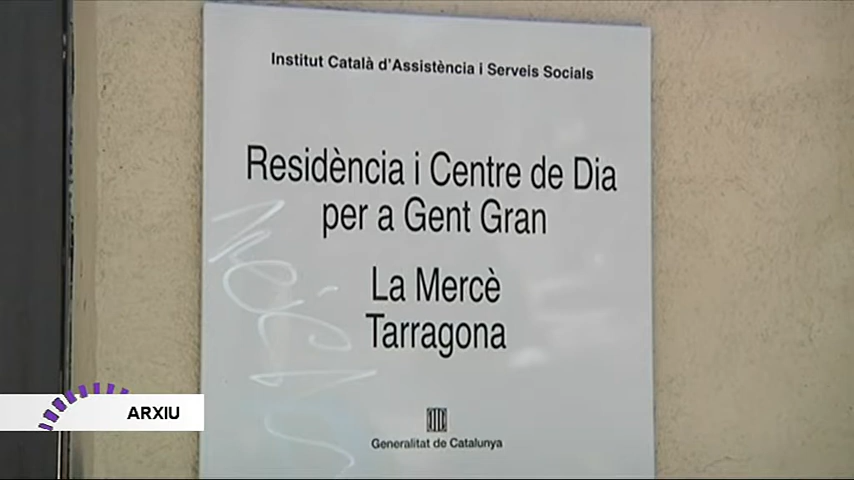 Institut Català d'Assistència i Serveis Socials
Residència i Centre de Dia
per a Gent Gran
La Mercè
Tarragona
Generalitat de Catalunya
ARXIU